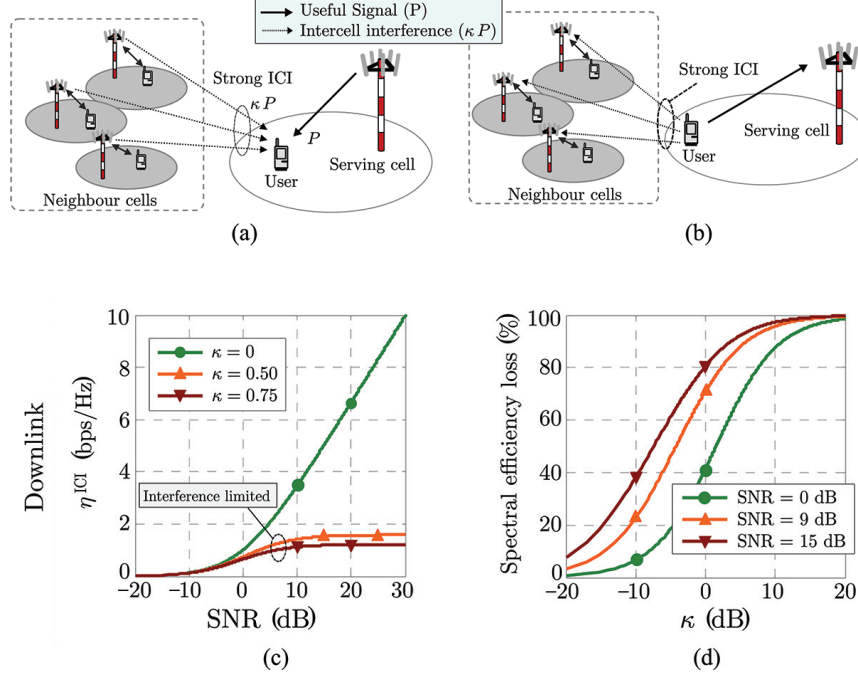 Useful Signal (P)
Intercell interference (κP)
Strong ICI
κP
P
User
Serving cell
Neighbour cells
(a)
Strong ICI
User
Serving cell
Neighbour cells
(b)
Downlink
η^ICI (bps/Hz)
10
8
6
4
2
0
κ = 0
κ = 0.50
κ = 0.75
Interference limited
−20 −10 0 10 20 30
SNR (dB)
(c)
Spectral efficiency loss (%)
100
80
60
40
20
0
SNR = 0 dB
SNR = 9 dB
SNR = 15 dB
-20 −10 0 10 20
κ (dB)
(d)